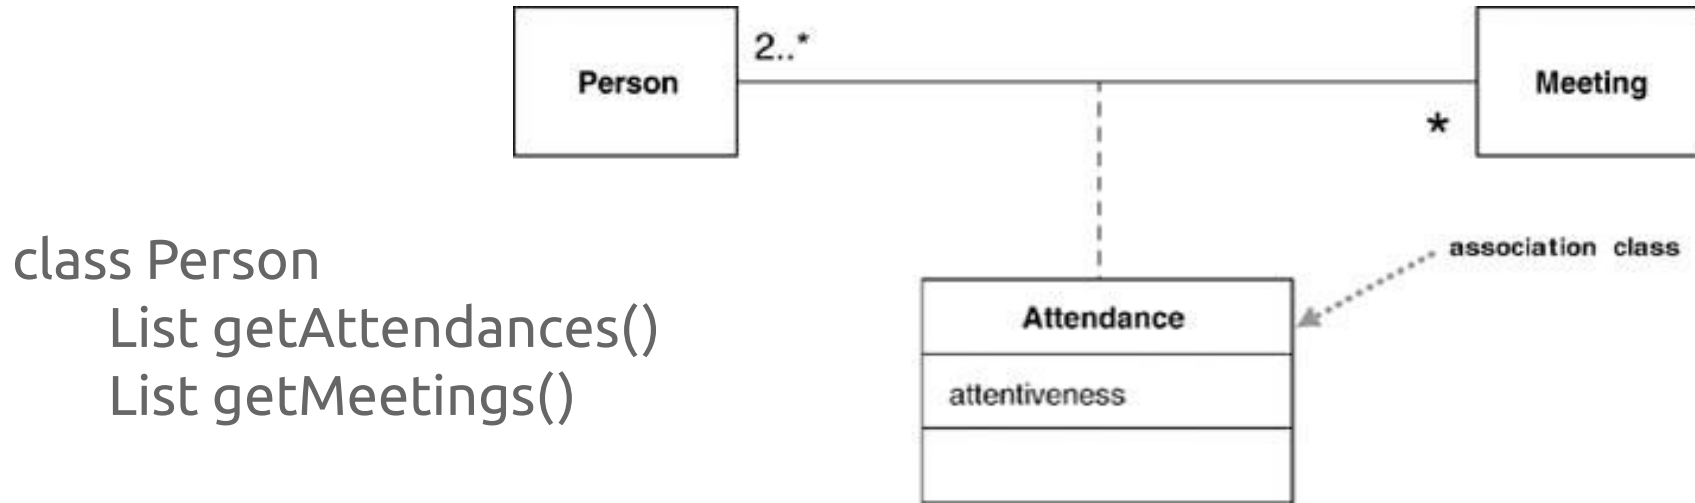 2..*
Person
Meeting
*
association class
class Person
List getAttendances()
List getMeetings()
Attendance
attentiveness